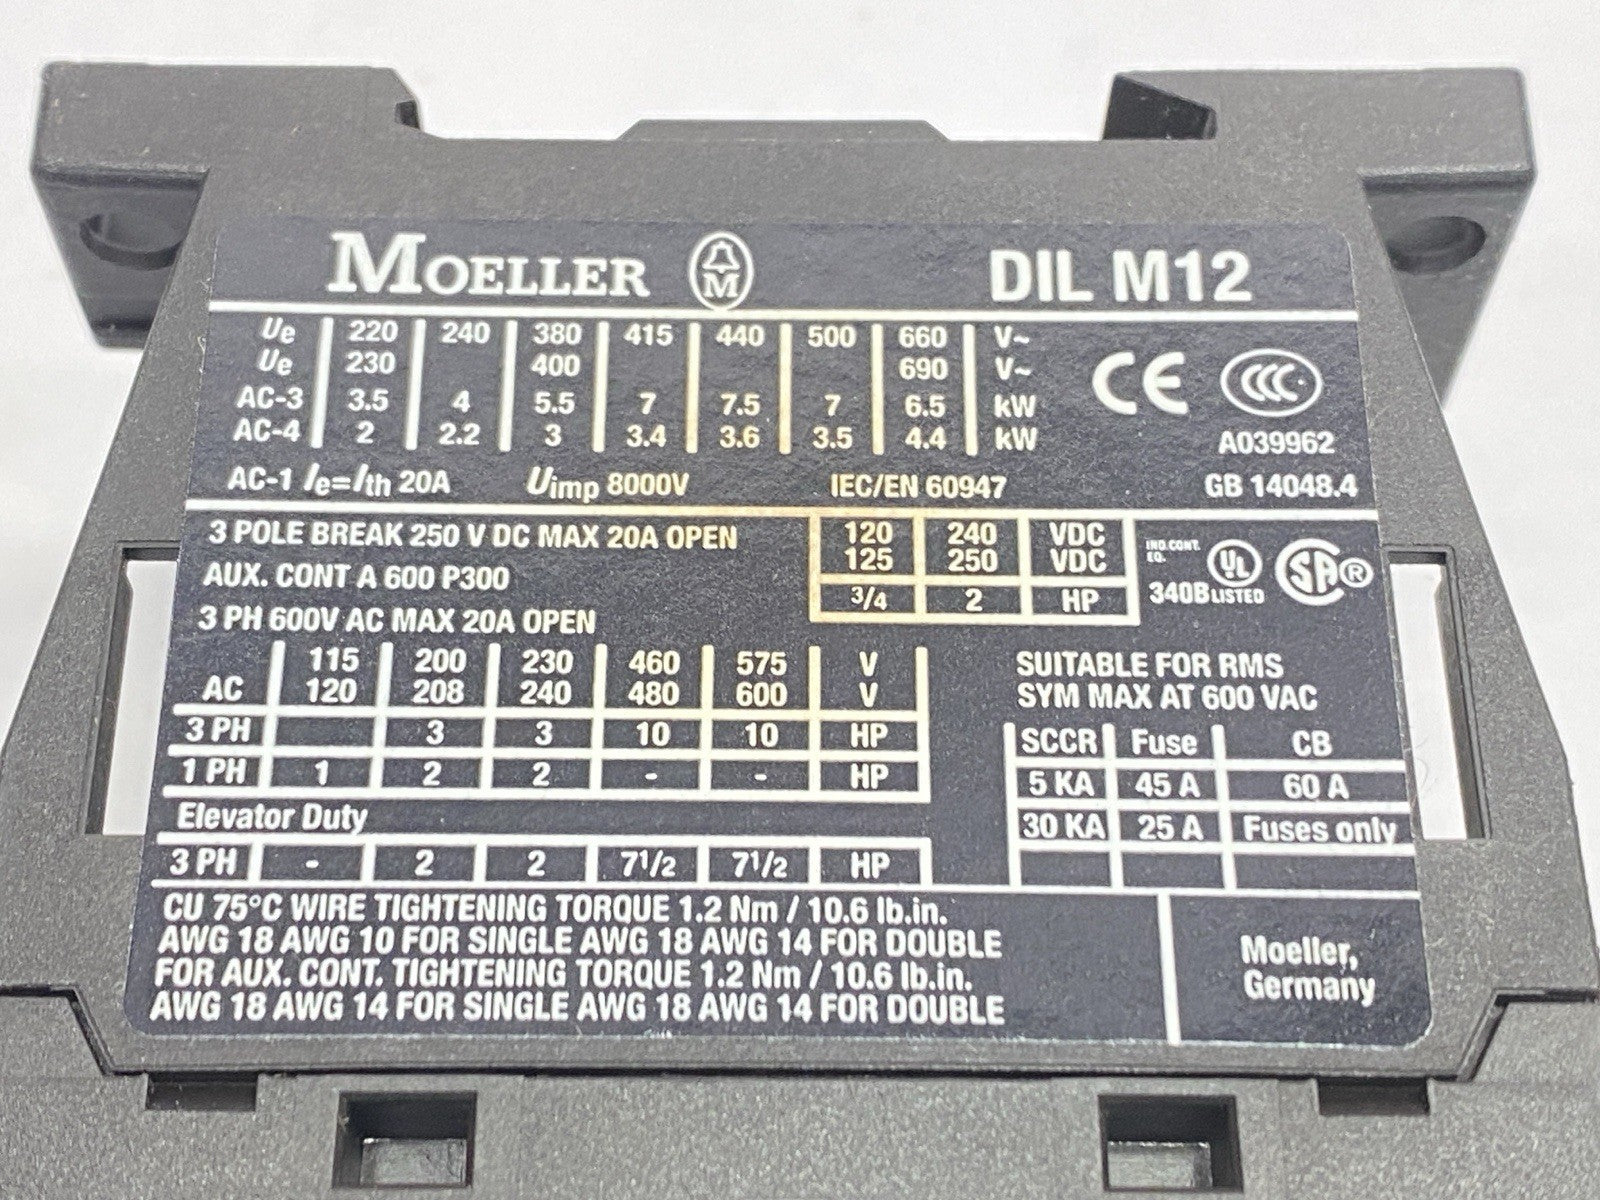 MOELLER M DIL M12
Ue 220 240 380 415 440 500 660 V~
Ue 230 400 690 V~
AC-3 3.5 4 5.5 7 7.5 7 6.5 kW
AC-4 2 2.2 3 3.4 3.6 3.5 4.4 kW
CE CCC
A039962
AC-1 Ie=Ith 20A Uimp 8000V IEC/EN 60947 GB 14048.4
3 POLE BREAK 250 V DC MAX 20A OPEN
AUX. CONT A 600 P300
3 PH 600V AC MAX 20A OPEN
120 240 VDC
125 250 VDC
3/4 2 HP
IND.CONT.
EQ.
340B UL LISTED SA®
115 200 230 460 575 V
AC 120 208 240 480 600 V
3 PH 3 3 10 10 HP
1 PH 1 2 2 - - HP
Elevator Duty
3 PH - 2 2 7 1/2 7 1/2 HP
SUITABLE FOR RMS
SYM MAX AT 600 VAC
SCCR Fuse CB
5 KA 45 A 60 A
30 KA 25 A Fuses only
CU 75°C WIRE TIGHTENING TORQUE 1.2 Nm / 10.6 lb.in.
AWG 18 AWG 10 FOR SINGLE AWG 18 AWG 14 FOR DOUBLE
FOR AUX. CONT. TIGHTENING TORQUE 1.2 Nm / 10.6 lb.in.
AWG 18 AWG 14 FOR SINGLE AWG 18 AWG 14 FOR DOUBLE
Moeller,
Germany